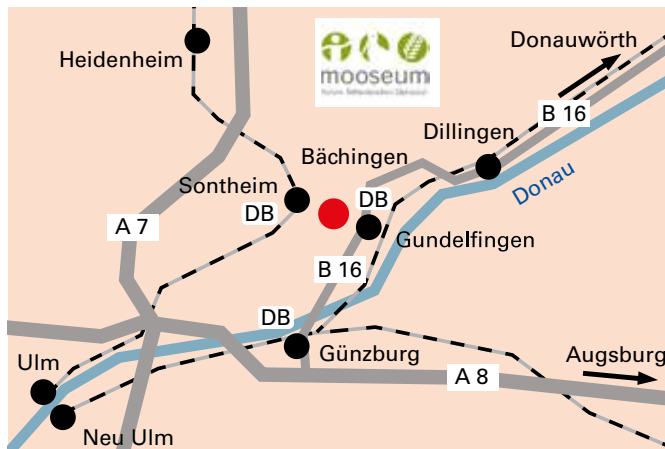 Heidenheim
mooseum
Donauwörth
B 16
Dillingen
Bächingen
Donau
Sontheim
DB
DB
A 7
Gundelfingen
B 16
DB
Günzburg
Ulm
Augsburg
A 8
Neu Ulm